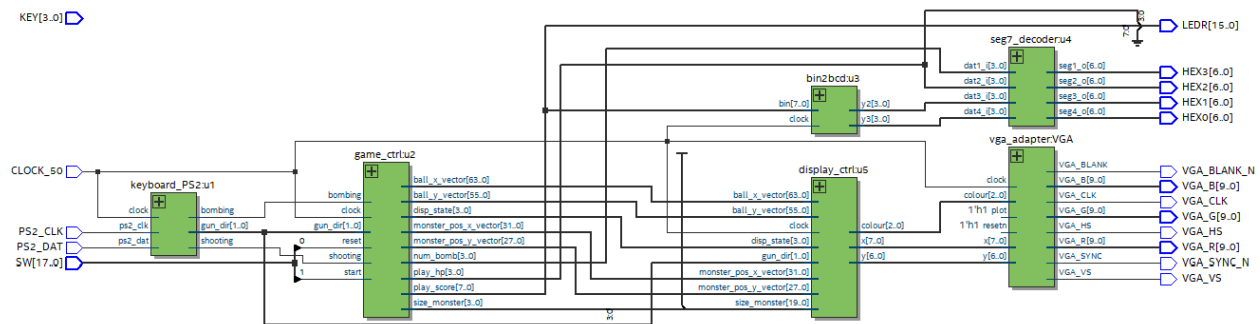 KEY[3..0]
CLOCK_50
PS2_CLK
PS2_DAT
SW[17..0]
keyboard_PS2:u1
clock
ps2_clk
ps2_dat
bombing
gun_dir[1..0]
shooting
0
1
game_ctrl:u2
bombing
clock
gun_dir[1..0]
reset
shooting
start
ball_x_vector[63..0]
ball_y_vector[55..0]
disp_state[3..0]
monster_pos_x_vector[31..0]
monster_pos_y_vector[27..0]
num_bomb[3..0]
play_hp[3..0]
play_score[7..0]
size_monster[3..0]
3:0
bin2bcd:u3
bin[7..0]
clock
y2[3..0]
y3[3..0]
display_ctrl:u5
ball_x_vector[63..0]
ball_y_vector[55..0]
clock
disp_state[3..0]
gun_dir[1..0]
monster_pos_x_vector[31..0]
monster_pos_y_vector[27..0]
size_monster[19..0]
colour[2..0]
x[7..0]
y[6..0]
seg7_decoder:u4
dat1_i[3..0]
dat2_i[3..0]
dat3_i[3..0]
dat4_i[3..0]
seg1_o[6..0]
seg2_o[6..0]
seg3_o[6..0]
seg4_o[6..0]
7:0
3:0
vga_adapter:VGA
clock
colour[2..0]
1'h1 plot
1'h1 resetn
x[7..0]
y[6..0]
VGA_BLANK
VGA_B[9..0]
VGA_CLK
VGA_G[9..0]
VGA_HS
VGA_R[9..0]
VGA_SYNC
VGA_VS
LEDR[15..0]
HEX3[6..0]
HEX2[6..0]
HEX1[6..0]
HEX0[6..0]
VGA_BLANK_N
VGA_B[9..0]
VGA_CLK
VGA_G[9..0]
VGA_HS
VGA_R[9..0]
VGA_SYNC_N
VGA_VS